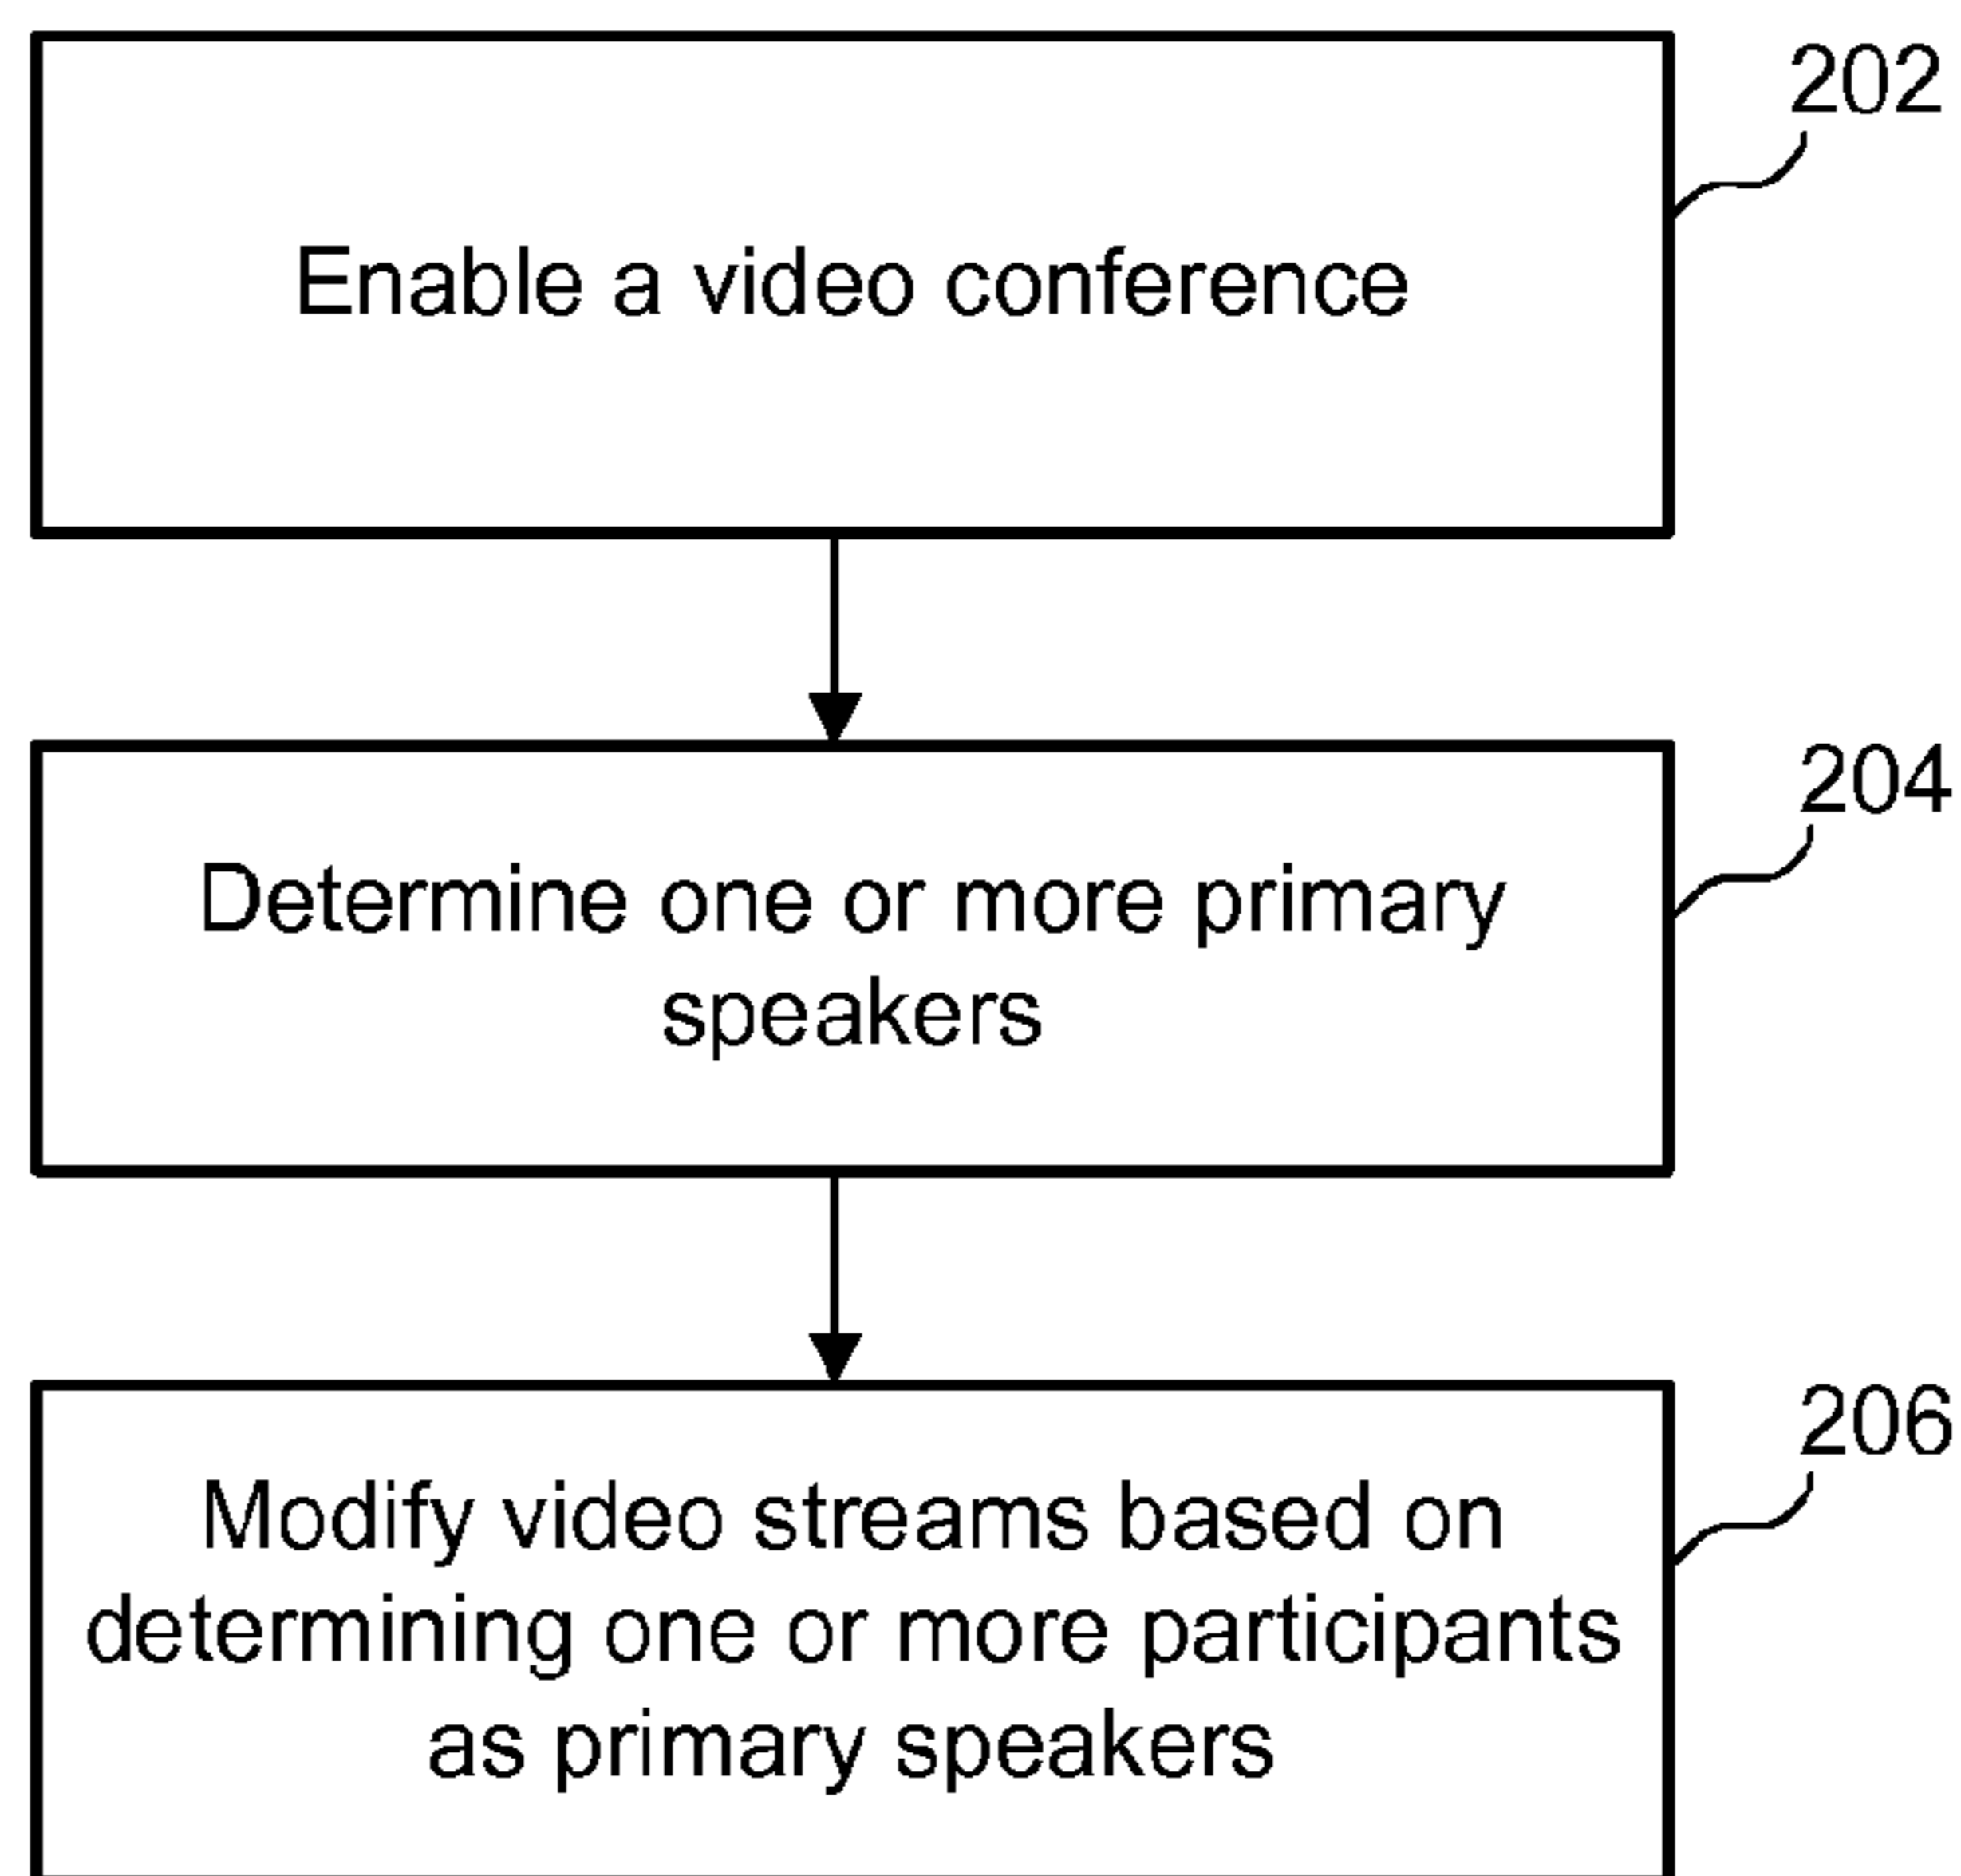 202
Enable a video conference
204
Determine one or more primary
speakers
206
Modify video streams based on
determining one or more participants
as primary speakers